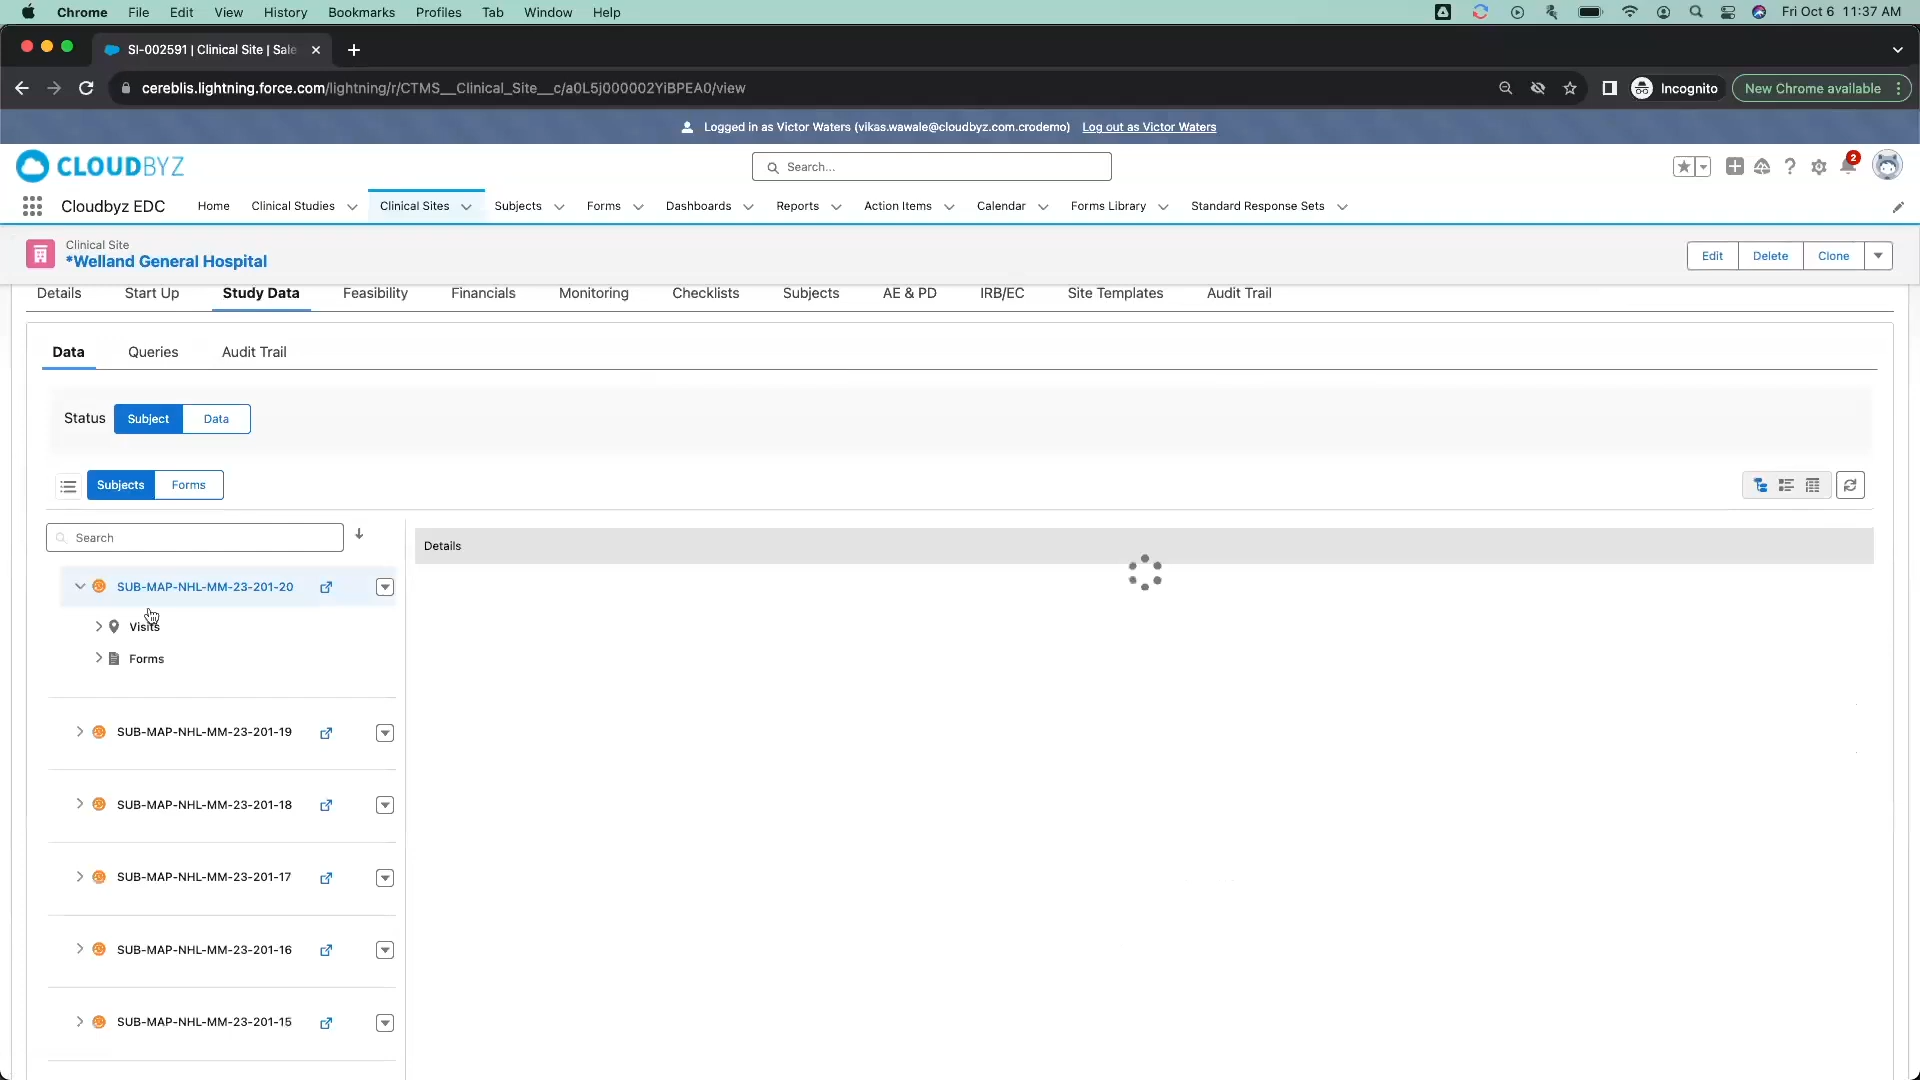 Chrome File Edit View History Bookmarks Profiles Tab Window Help Fri Oct 6 11:37 AM
SI-002591 | Clinical Site | Sale
cereblis.lightning.force.com/lightning/r/CTMS__Clinical_Site__c/a0L5j000002YiBPEA0/view Incognito New Chrome available
Logged in as Victor Waters (vikas.wawale@cloudbyz.com.crodemo) Log out as Victor Waters
CLOUDBYZ Search... 2
Cloudbyz EDC Home Clinical Studies Clinical Sites Subjects Forms Dashboards Reports Action Items Calendar Forms Library Standard Response Sets
Clinical Site
*Welland General Hospital Edit Delete Clone
Details Start Up Study Data Feasibility Financials Monitoring Checklists Subjects AE & PD IRB/EC Site Templates Audit Trail
Data Queries Audit Trail
Status Subject Data
Subjects Forms
Search
Details
SUB-MAP-NHL-MM-23-201-20
Visits
Forms
SUB-MAP-NHL-MM-23-201-19
SUB-MAP-NHL-MM-23-201-18
SUB-MAP-NHL-MM-23-201-17
SUB-MAP-NHL-MM-23-201-16
SUB-MAP-NHL-MM-23-201-15